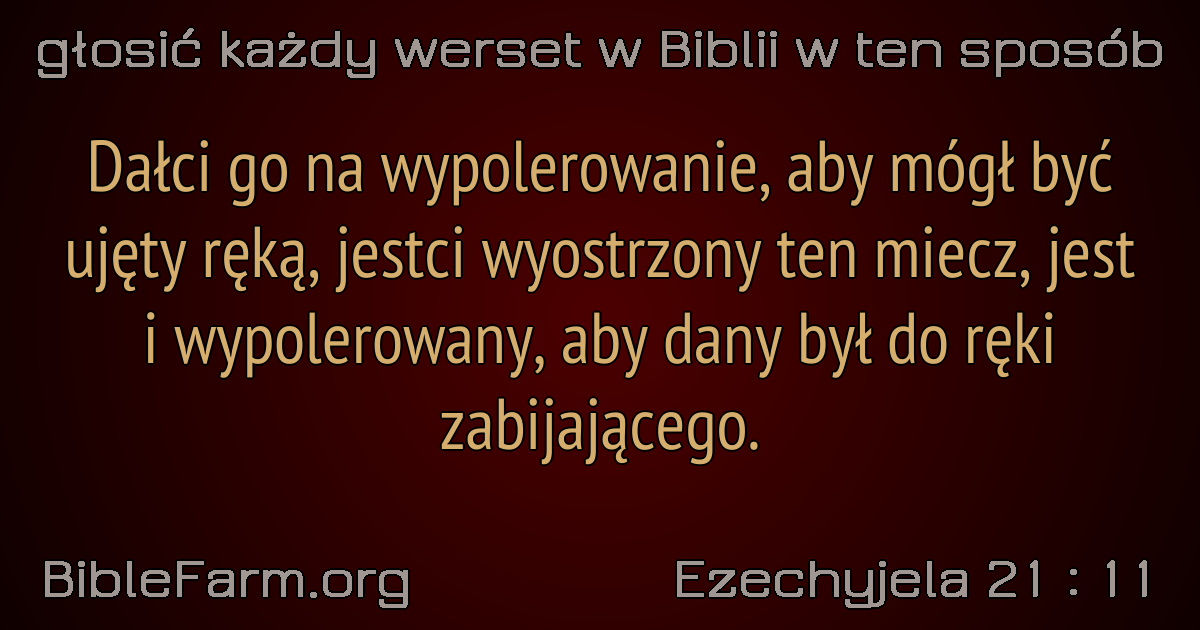 głosić każdy werset w Biblii w ten sposób
Dałci go na wypolerowanie, aby mógł być
ujęty ręką, jestci wyostrzony ten miecz, jest
i wypolerowany, aby dany był do ręki
zabijającego.
BibleFarm.org
Ezechyjela 21 : 11